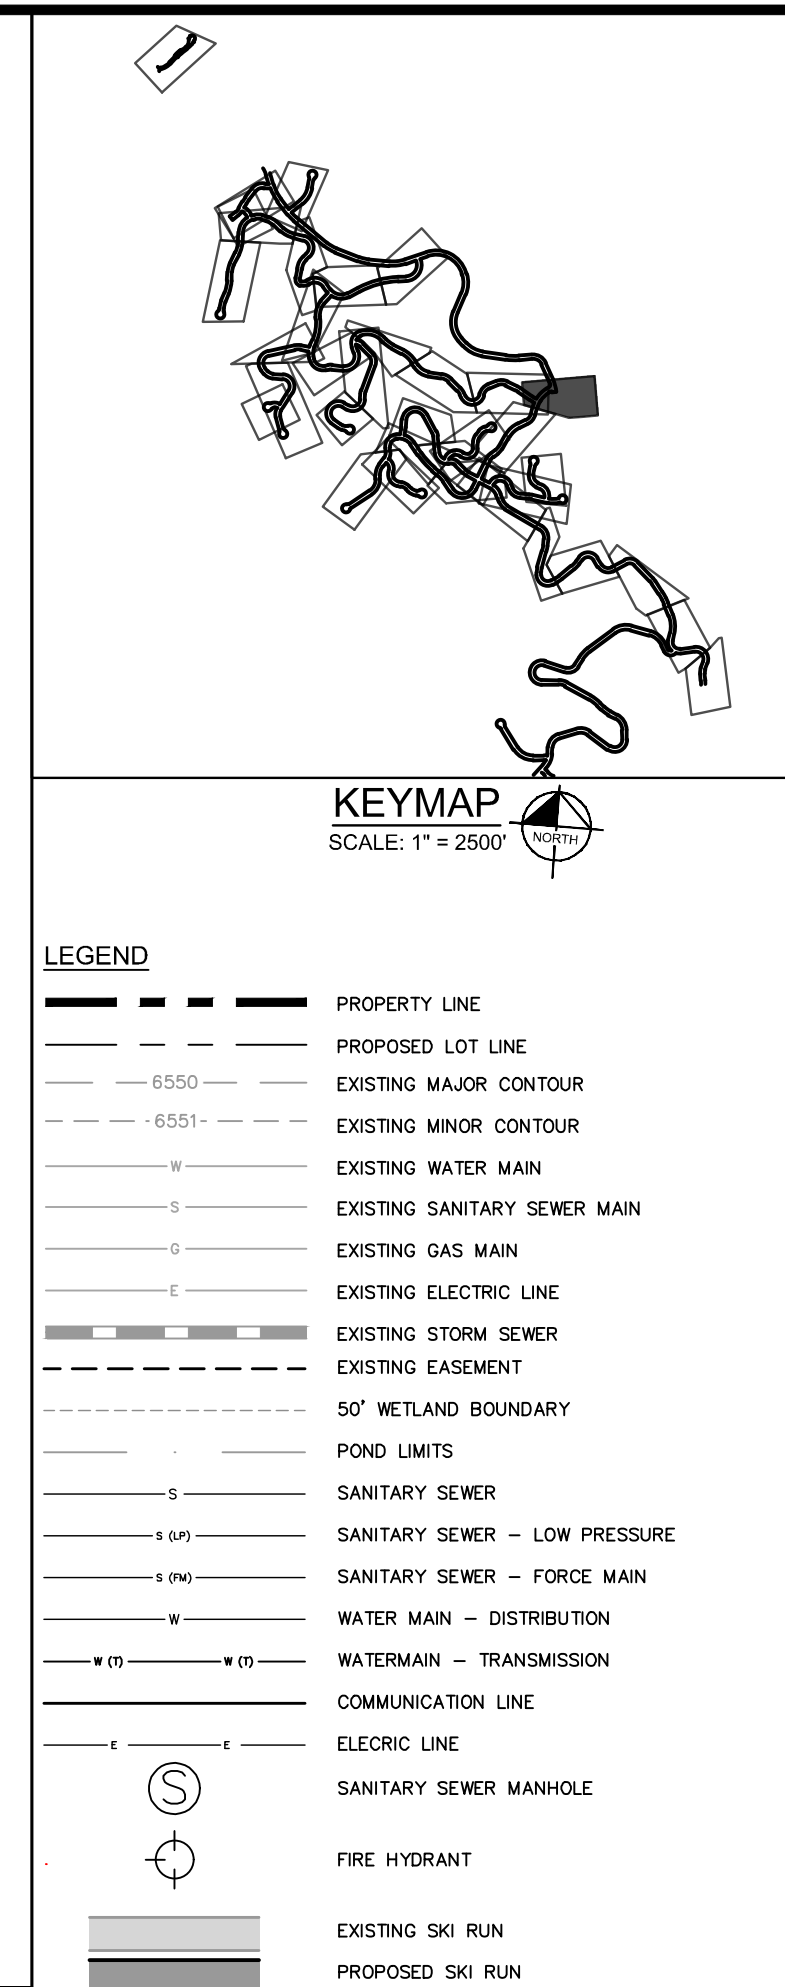 KEYMAP
SCALE: 1" = 2500'
NORTH
LEGEND
PROPERTY LINE
PROPOSED LOT LINE
6550 EXISTING MAJOR CONTOUR
6551 EXISTING MINOR CONTOUR
W EXISTING WATER MAIN
S EXISTING SANITARY SEWER MAIN
G EXISTING GAS MAIN
E EXISTING ELECTRIC LINE
EXISTING STORM SEWER
EXISTING EASEMENT
50' WETLAND BOUNDARY
POND LIMITS
S SANITARY SEWER
S (LP) SANITARY SEWER – LOW PRESSURE
S (FM) SANITARY SEWER – FORCE MAIN
W WATER MAIN – DISTRIBUTION
W (T) W (T) WATERMAIN – TRANSMISSION
COMMUNICATION LINE
E E ELECRIC LINE
S SANITARY SEWER MANHOLE
FIRE HYDRANT
EXISTING SKI RUN
PROPOSED SKI RUN